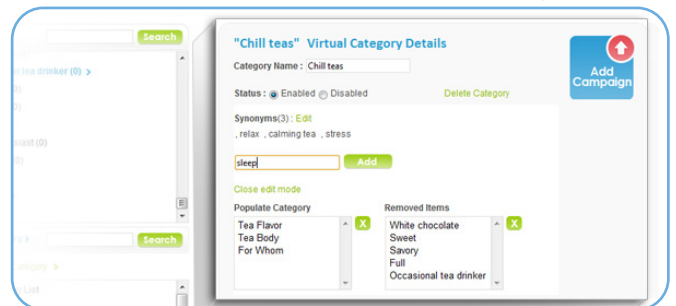 Search
"Chill teas" Virtual Category Details
Category Name : Chill teas
Status : Enabled Disabled
Delete Category
Add
Campaign
tea drinker (0) >
Synonyms(3) : Edit
, relax , calming tea , stress
sleep
Add
Close edit mode
Populate Category
Tea Flavor
Tea Body
For Whom
X
Removed Items
White chocolate
Sweet
Savory
Full
Occasional tea drinker
X
Search
List